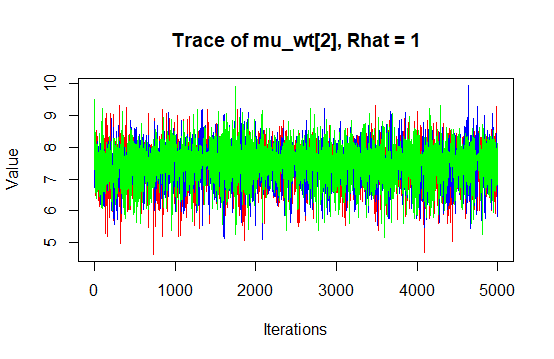 Trace of mu_wt[2], Rhat = 1
Value
10
9
8
7
6
5
0 1000 2000 3000 4000 5000
Iterations